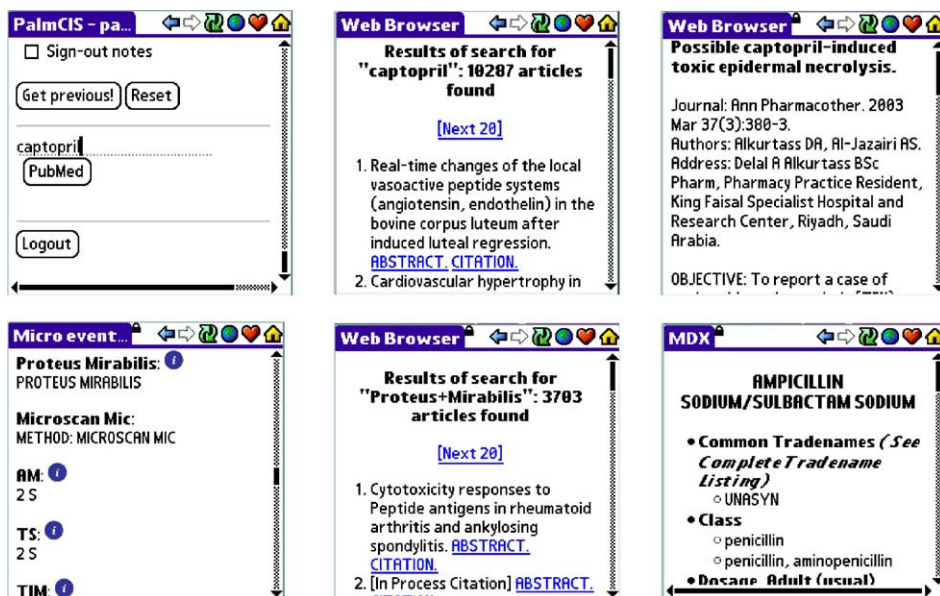 PalmCIS - pa...
Sign-out notes
Get previous! Reset
captopril
PubMed
Logout
Web Browser
Results of search for
"captopril": 10287 articles
found
[Next 20]
1. Real-time changes of the local
vasoactive peptide systems
(angiotensin, endothelin) in the
bovine corpus luteum after
induced luteal regression.
ABSTRACT. CITATION.
2. Cardiovascular hypertrophy in
Web Browser
Possible captopril-induced
toxic epidermal necrolysis.
Journal: Ann Pharmacother. 2003
Mar 37(3):380-3.
Authors: Alkurtass DA, Al-Jazairi AS.
Address: Delal A Alkurtass BSc
Pharm, Pharmacy Practice Resident,
King Faisal Specialist Hospital and
Research Center, Riyadh, Saudi
Arabia.
OBJECTIVE: To report a case of
Micro event...
Proteus Mirabilis: i
PROTEUS MIRABILIS
Microscan Mic:
METHOD: MICROSCAN MIC
AM: i
2 S
TS: i
2 S
TIM: i
Web Browser
Results of search for
"Proteus+Mirabilis": 3703
articles found
[Next 20]
1. Cytotoxicity responses to
Peptide antigens in rheumatoid
arthritis and ankylosing
spondylitis. ABSTRACT.
CITATION.
2. [In Process Citation] ABSTRACT.
MDX
AMPICILLIN
SODIUM/SULBACTAM SODIUM
• Common Tradenames (See
Complete Tradename
Listing)
○ UNASYN
• Class
○ penicillin
○ penicillin, aminopenicillin
• Dosage, Adult (usual)